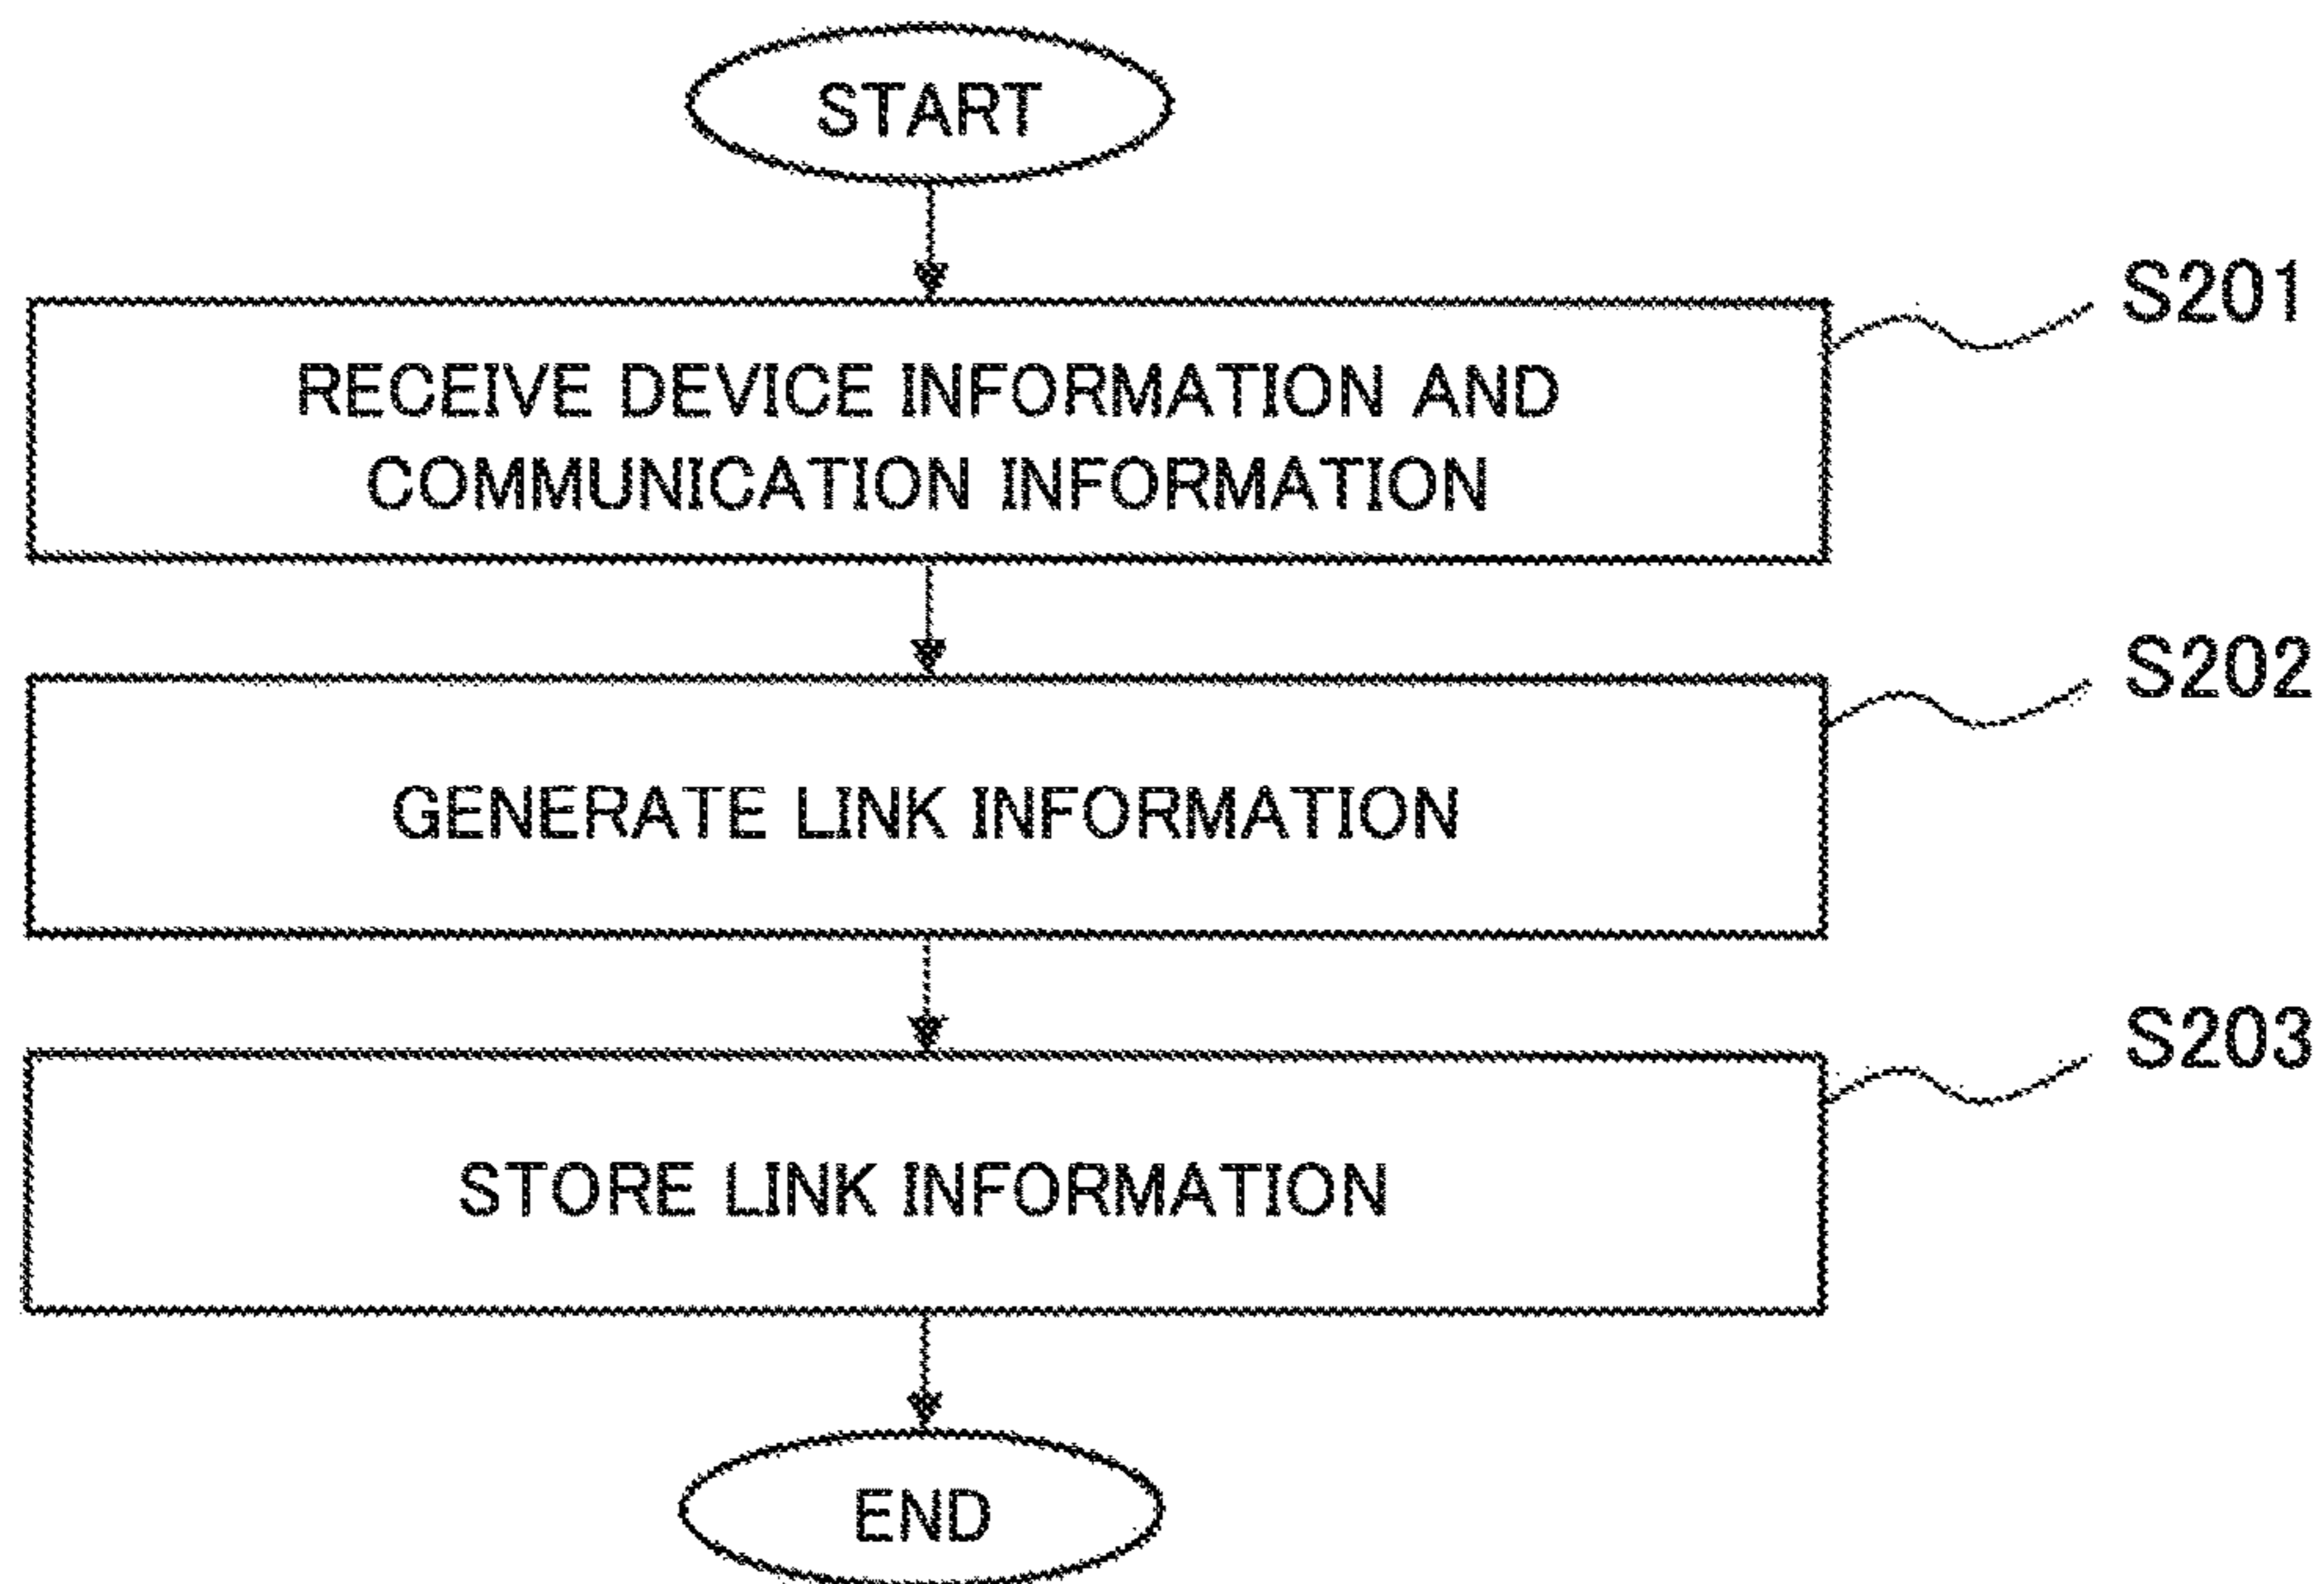 START
S201
RECEIVE DEVICE INFORMATION AND
COMMUNICATION INFORMATION
S202
GENERATE LINK INFORMATION
S203
STORE LINK INFORMATION
END